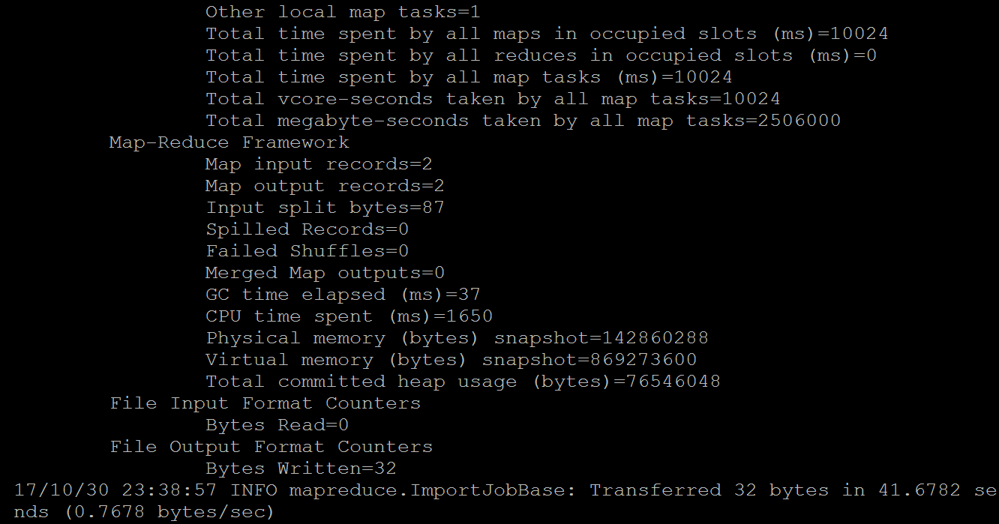 Other local map tasks=1
Total time spent by all maps in occupied slots (ms)=10024
Total time spent by all reduces in occupied slots (ms)=0
Total time spent by all map tasks (ms)=10024
Total vcore-seconds taken by all map tasks=10024
Total megabyte-seconds taken by all map tasks=2506000
Map-Reduce Framework
Map input records=2
Map output records=2
Input split bytes=87
Spilled Records=0
Failed Shuffles=0
Merged Map outputs=0
GC time elapsed (ms)=37
CPU time spent (ms)=1650
Physical memory (bytes) snapshot=142860288
Virtual memory (bytes) snapshot=869273600
Total committed heap usage (bytes)=76546048
File Input Format Counters
Bytes Read=0
File Output Format Counters
Bytes Written=32
17/10/30 23:38:57 INFO mapreduce.ImportJobBase: Transferred 32 bytes in 41.6782 se
nds (0.7678 bytes/sec)